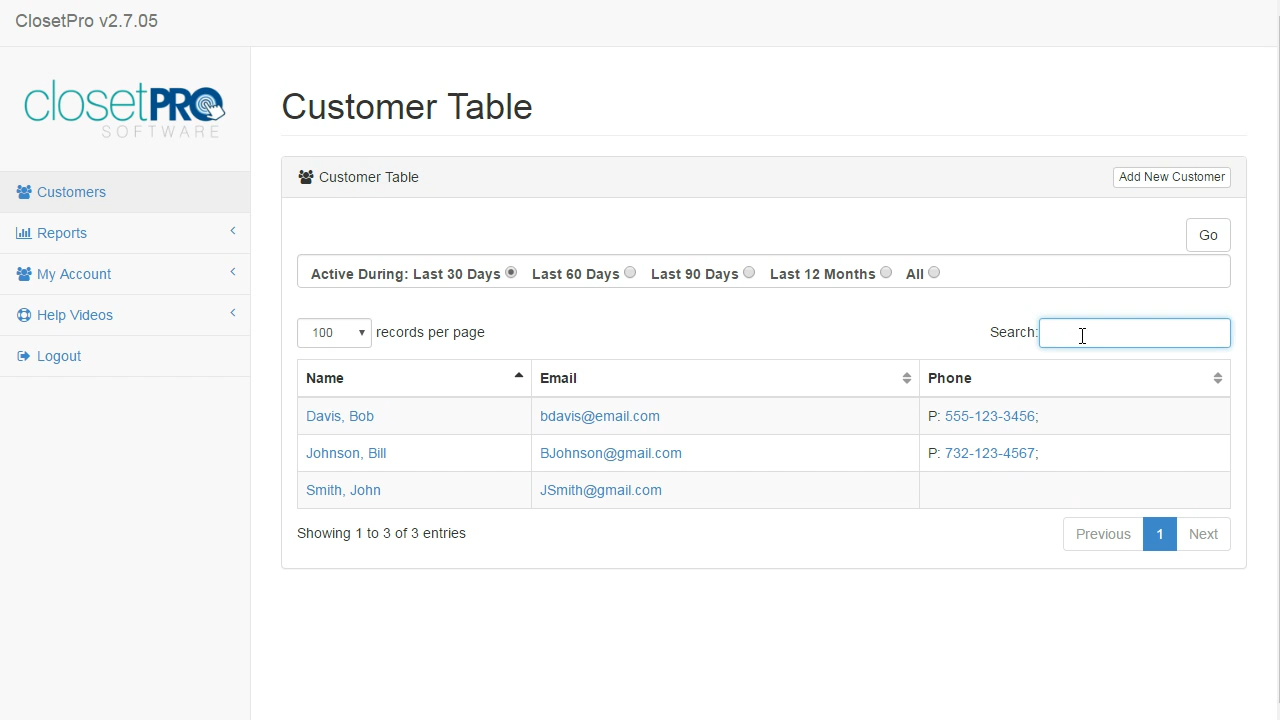 ClosetPro v2.7.05
closetPRO
SOFTWARE
Customers
Reports
My Account
Help Videos
Logout
Customer Table
Customer Table
Add New Customer
Go
Active During: Last 30 Days Last 60 Days Last 90 Days Last 12 Months All
100 records per page Search:
Name Email Phone
Davis, Bob bdavis@email.com P: 555-123-3456;
Johnson, Bill BJohnson@gmail.com P: 732-123-4567;
Smith, John JSmith@gmail.com
Showing 1 to 3 of 3 entries Previous 1 Next